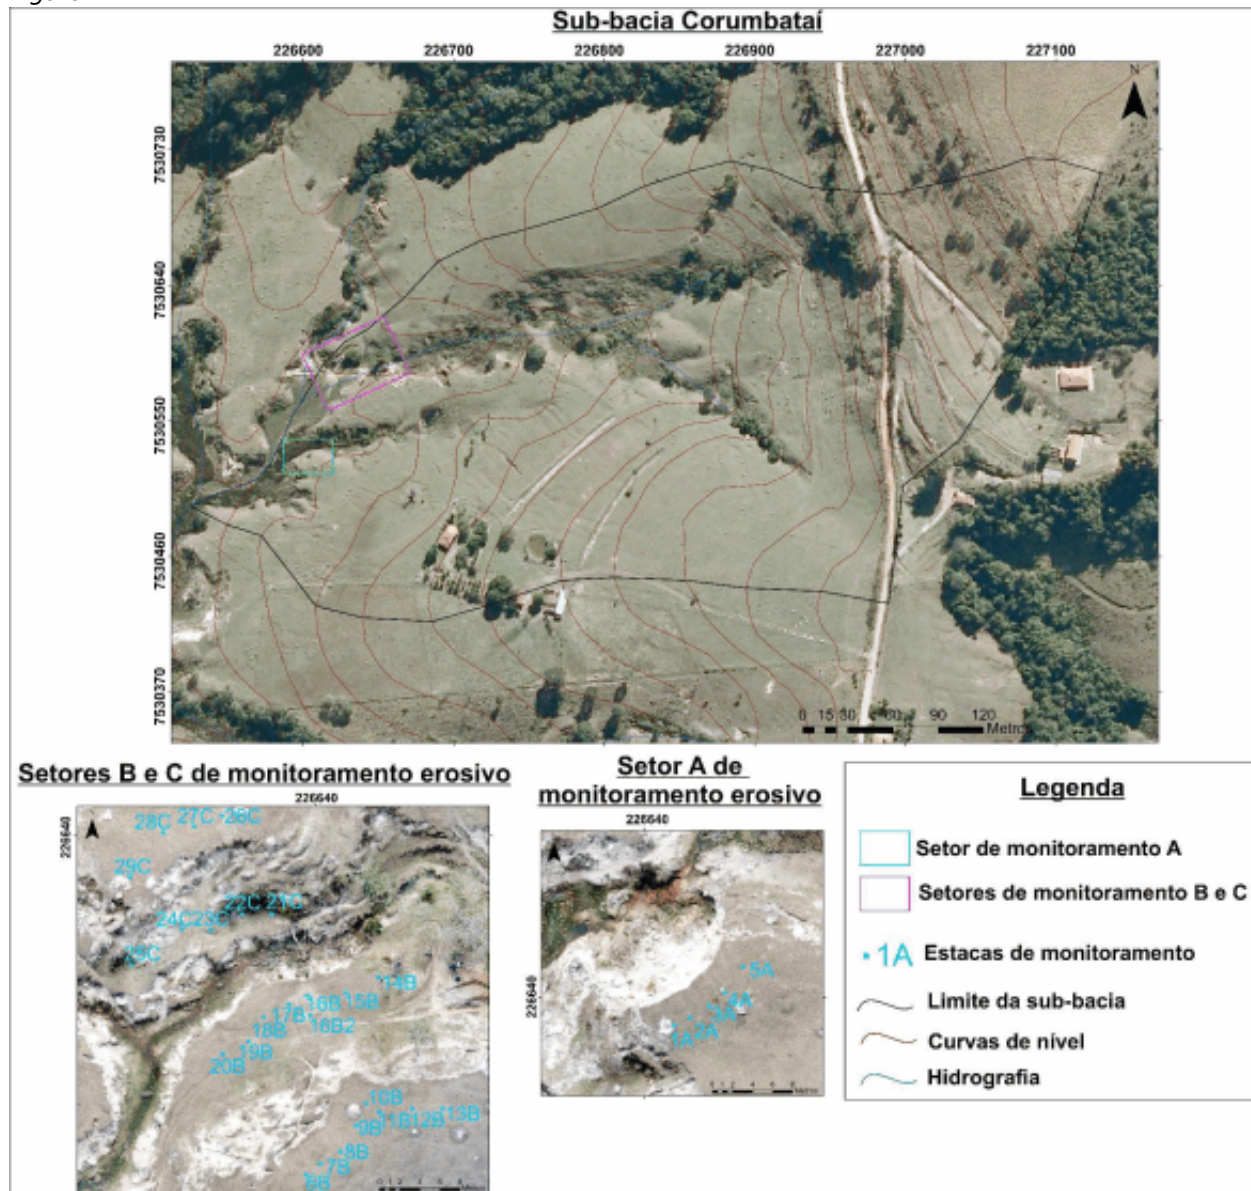 Sub-bacia Corumbataí
226600 226700 226800 226900 227000 227100
7530730
7530640
7530550
7530460
7530370
N
0 15 30 60 90 120
Metros
Setores B e C de monitoramento erosivo
226640
226640
28C 27C 26C
29C
22C 21C
24C 23C
25C
14B
16B 15B
17B
18B 16B2
19B
20B
10B
11B 12B 13B
9B
8B
7B
6B
Setor A de
monitoramento erosivo
226640
226640
5A
4A
3A
2A
1A
Metros
Legenda
Setor de monitoramento A
Setores de monitoramento B e C
1A Estacas de monitoramento
Limite da sub-bacia
Curvas de nível
Hidrografia